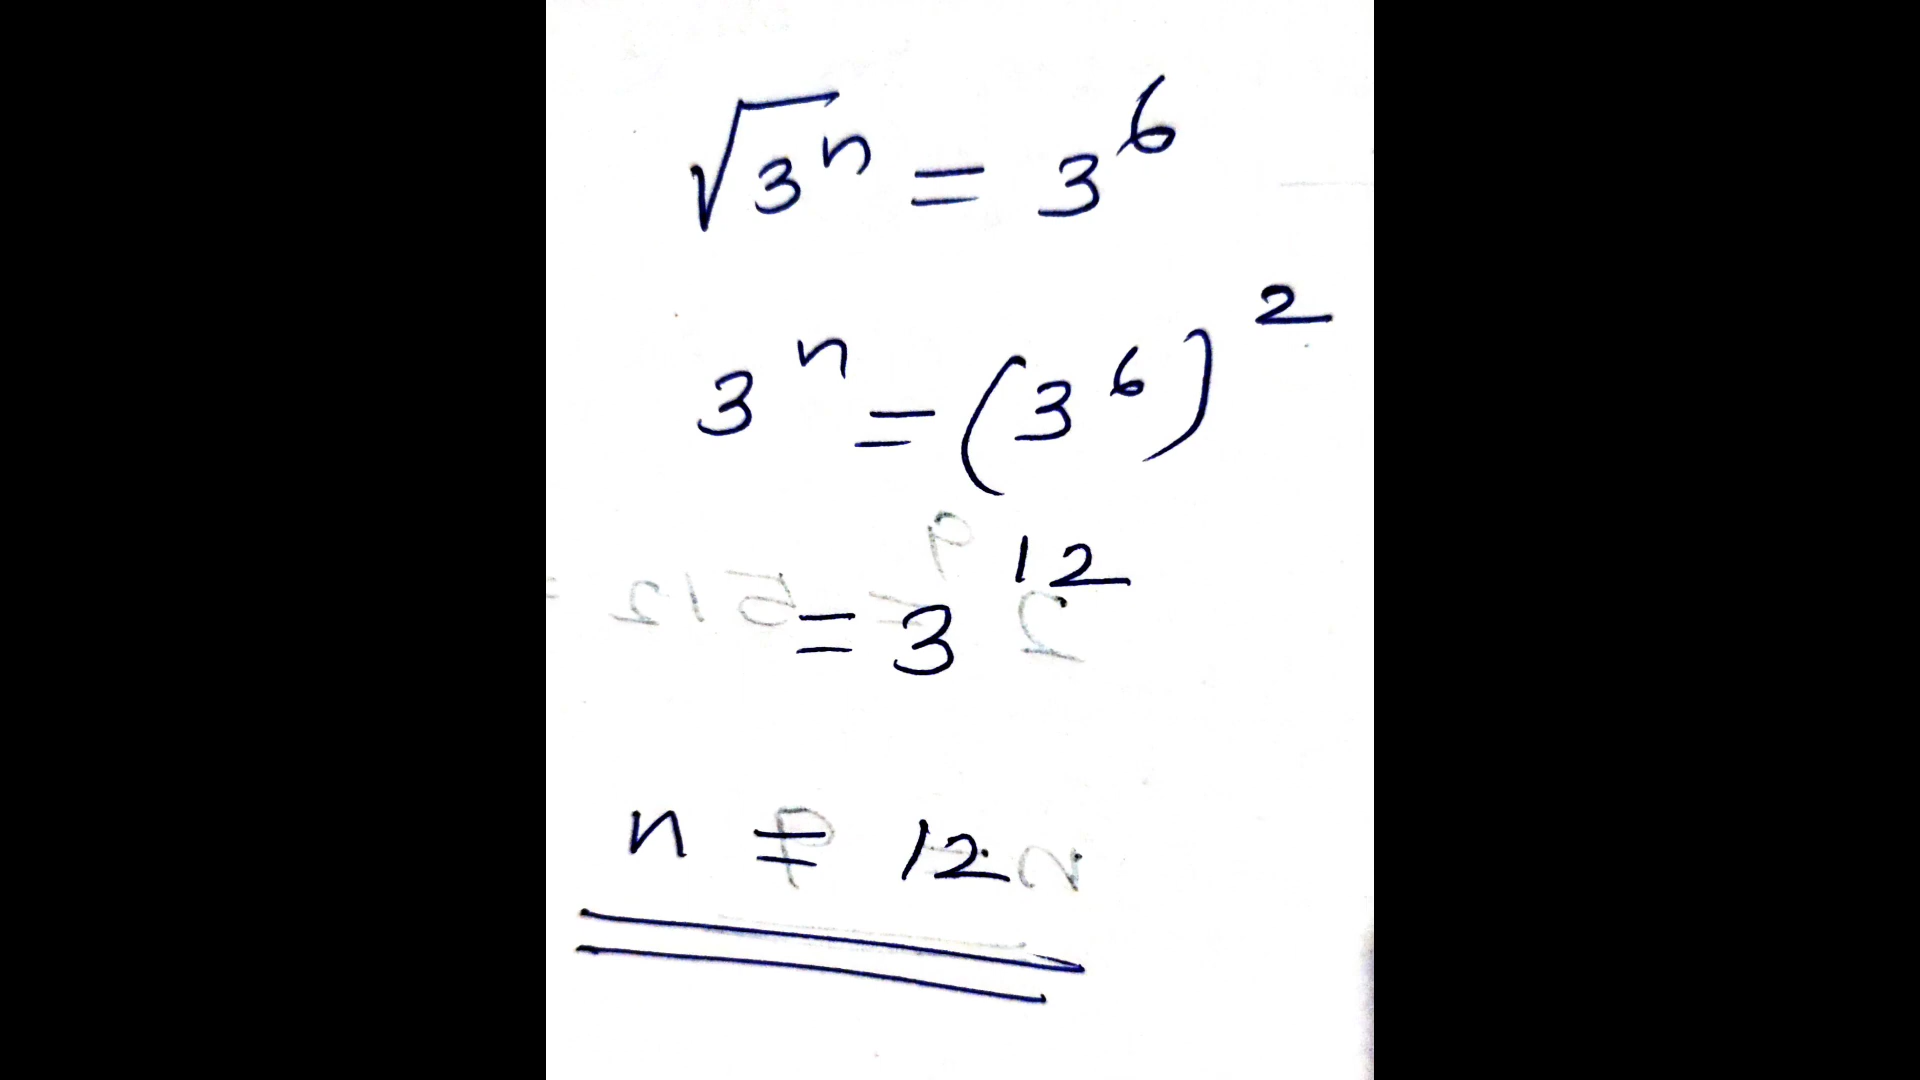 √3ⁿ = 3⁶
3ⁿ = (3⁶)²
= 3¹²
n = 12